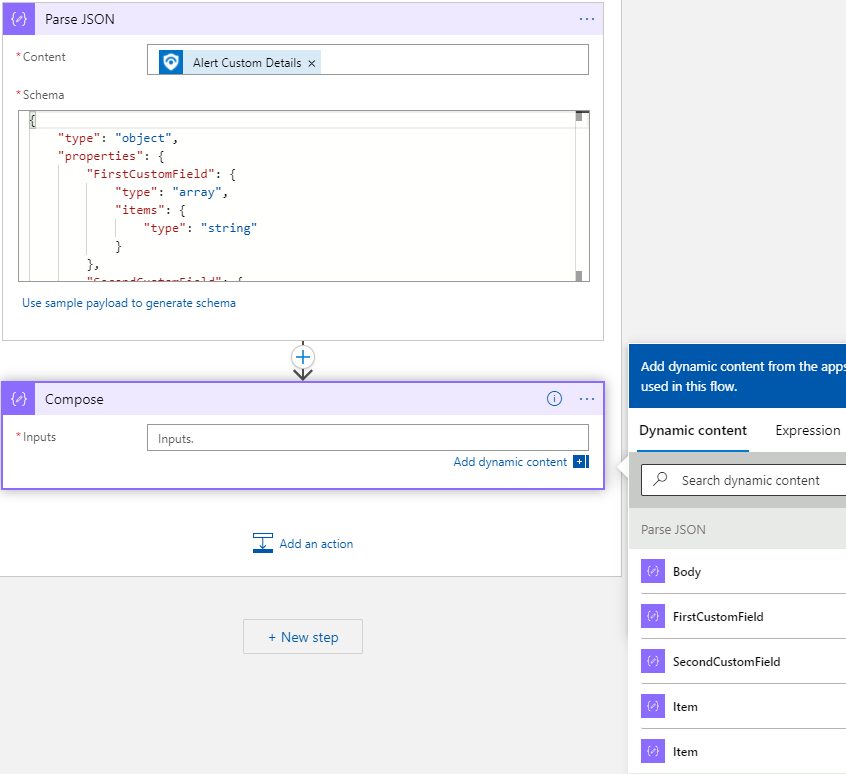 Parse JSON
* Content
Alert Custom Details ×
* Schema
{
"type": "object",
"properties": {
"FirstCustomField": {
"type": "array",
"items": {
"type": "string"
}
},
"SecondCustomField": {
Use sample payload to generate schema
Compose
* Inputs
Inputs.
Add dynamic content
Add an action
+ New step
Add dynamic content from the apps
used in this flow.
Dynamic content
Expression
Search dynamic content
Parse JSON
Body
FirstCustomField
SecondCustomField
Item
Item